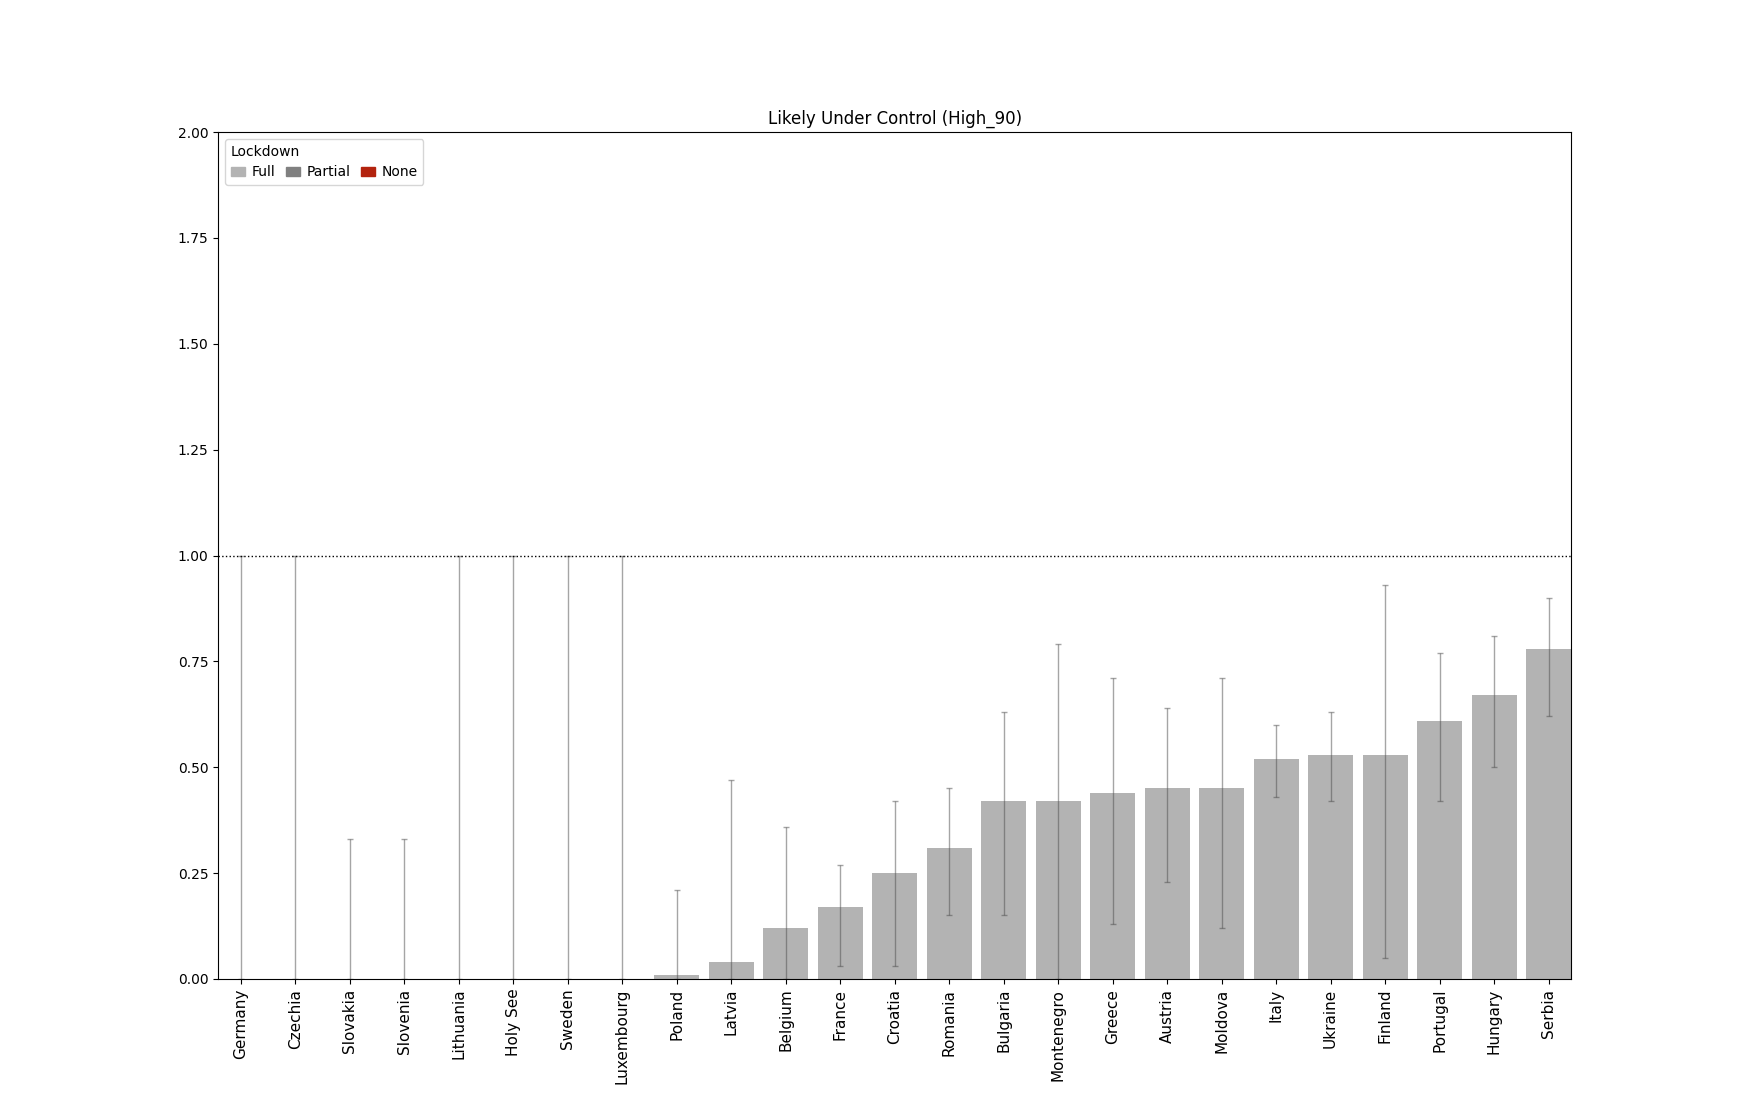 Likely Under Control (High_90)
2.00
Lockdown
Full Partial None
1.75
1.50
1.25
1.00
0.75
0.50
0.25
0.00
Germany
Czechia
Slovakia
Slovenia
Lithuania
Holy See
Sweden
Luxembourg
Poland
Latvia
Belgium
France
Croatia
Romania
Bulgaria
Montenegro
Greece
Austria
Moldova
Italy
Ukraine
Finland
Portugal
Hungary
Serbia